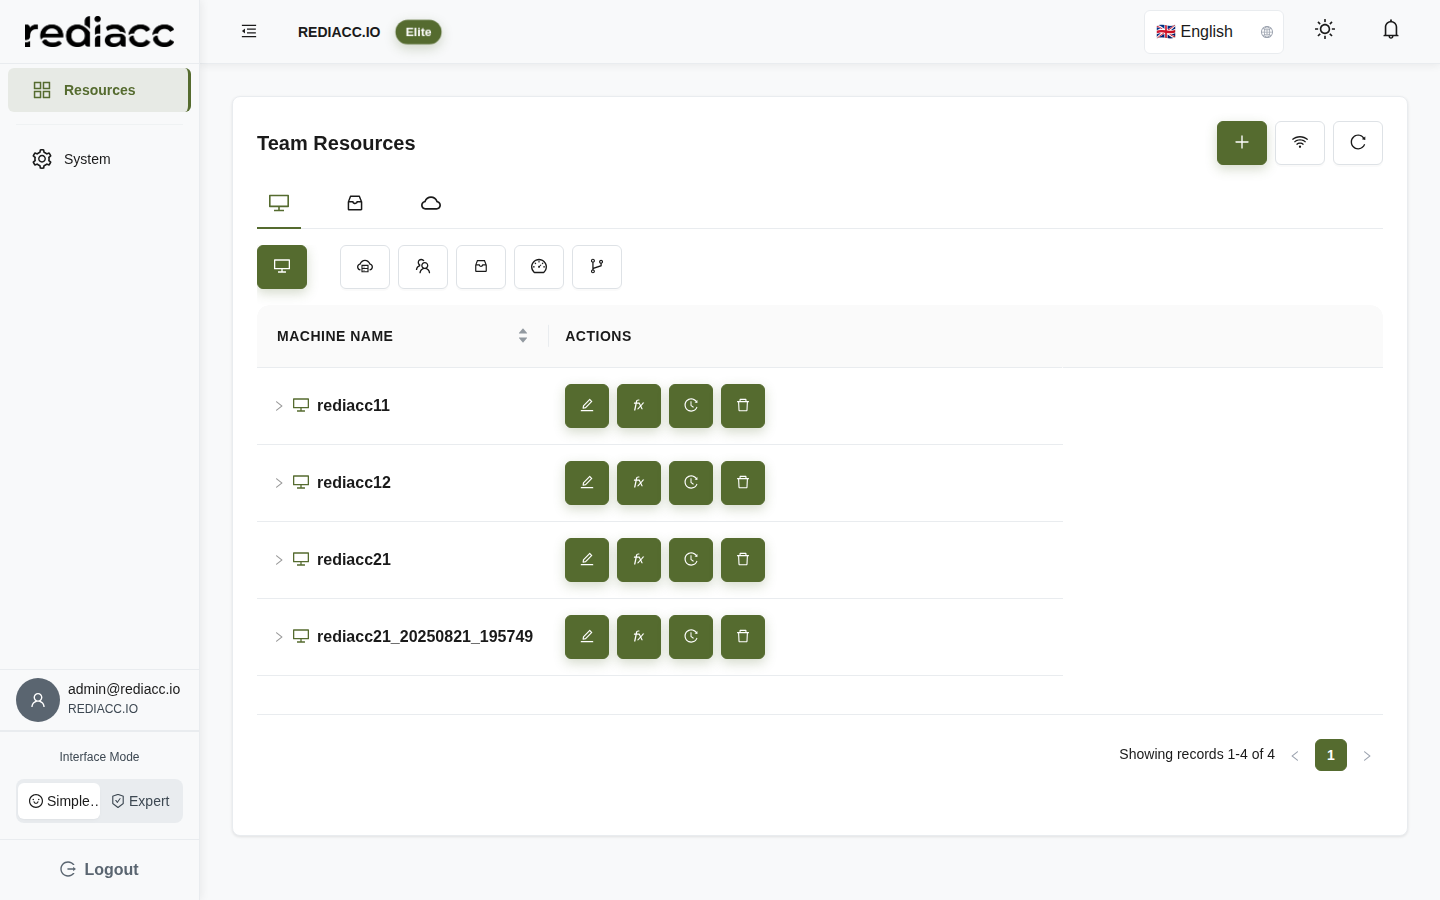 rediacc
REDIACC.IO
Elite
🇬🇧 English
Resources
System
Team Resources
MACHINE NAME
ACTIONS
rediacc11
fx
rediacc12
fx
rediacc21
fx
rediacc21_20250821_195749
fx
Showing records 1-4 of 4
1
admin@rediacc.io
REDIACC.IO
Interface Mode
Simple...
Expert
Logout